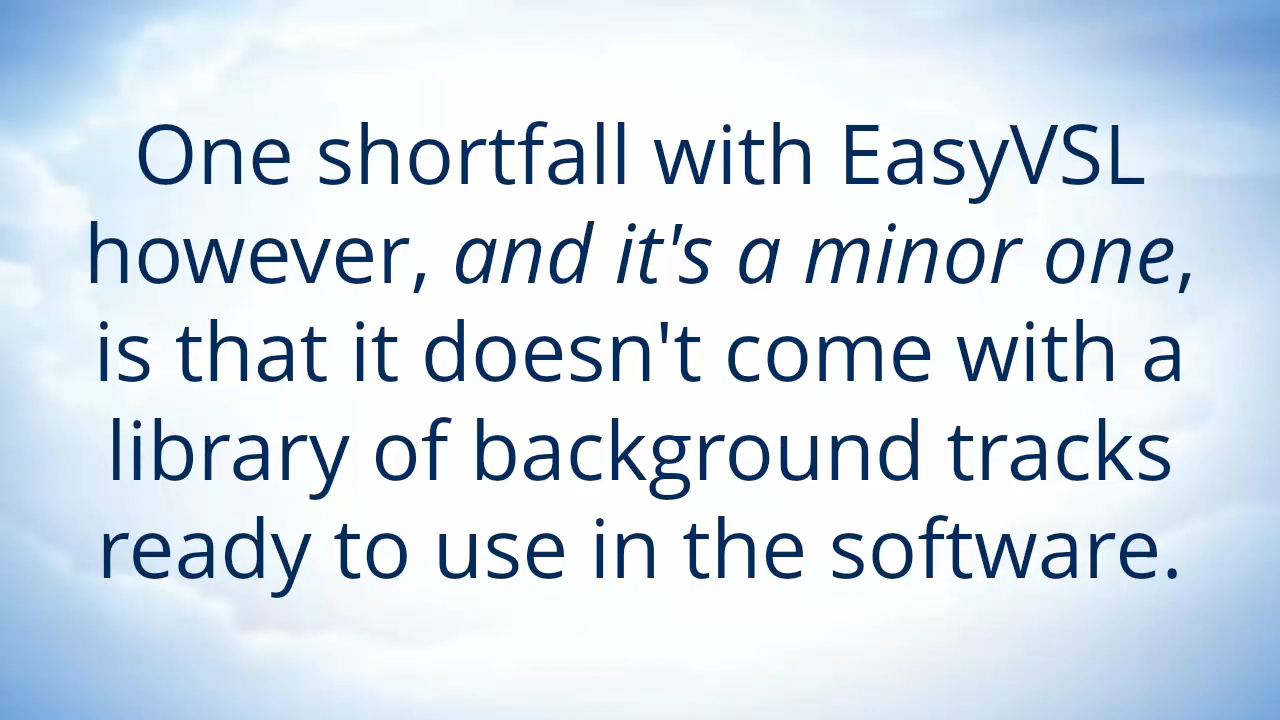 One shortfall with EasyVSL
however, and it's a minor one,
is that it doesn't come with a
library of background tracks
ready to use in the software.